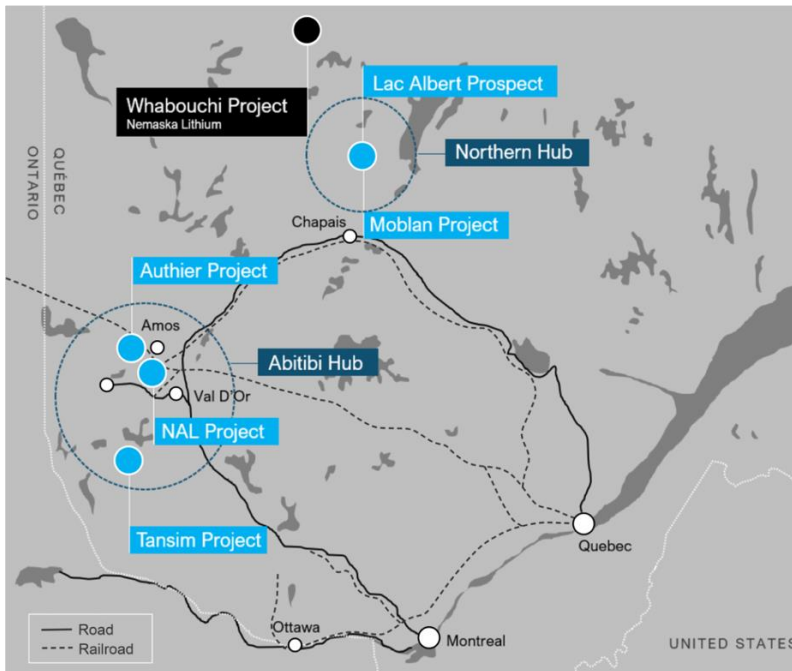 Lac Albert Prospect
Whabouchi Project
Nemaska Lithium
Northern Hub
ONTARIO
QUÉBEC
Chapais
Moblan Project
Authier Project
Amos
Abitibi Hub
Val D'Or
NAL Project
Tansim Project
Quebec
Road
Railroad
Ottawa
Montreal
UNITED STATES